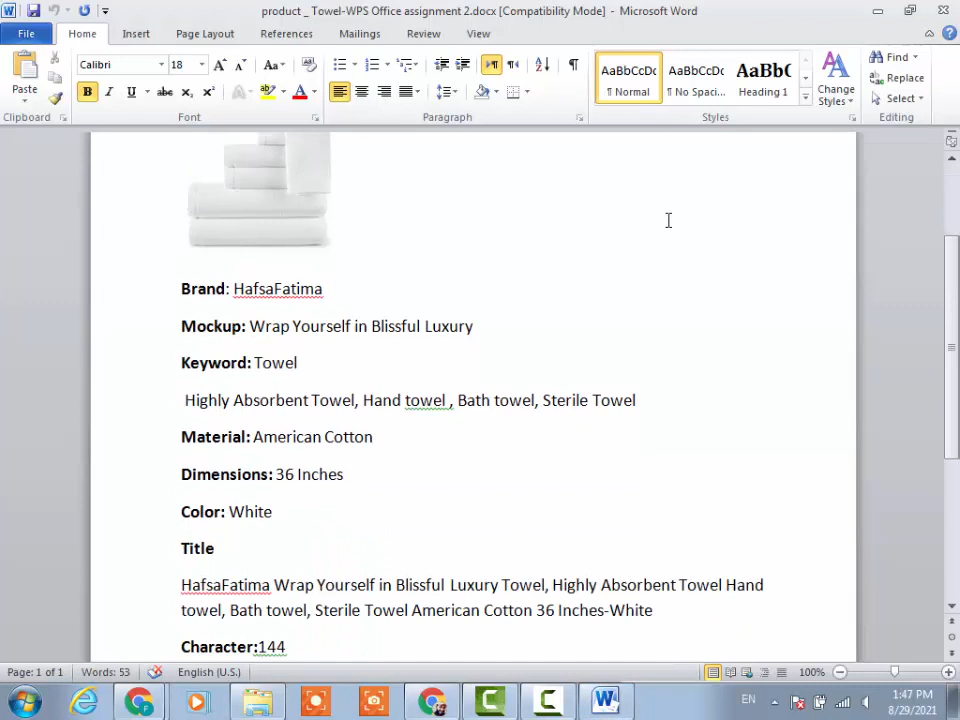 product _ Towel-WPS Office assignment 2.docx [Compatibility Mode] - Microsoft Word
File Home Insert Page Layout References Mailings Review View
Calibri 18 Aa
Paste
B I U abc x₂ x² A A
AaBbCcDc AaBbCcDc AaBbC
¶ Normal ¶ No Spaci... Heading 1
Change Styles
Find
Replace
Select
Clipboard Font Paragraph Styles Editing
Brand: HafsaFatima
Mockup: Wrap Yourself in Blissful Luxury
Keyword: Towel
Highly Absorbent Towel, Hand towel , Bath towel, Sterile Towel
Material: American Cotton
Dimensions: 36 Inches
Color: White
Title
HafsaFatima Wrap Yourself in Blissful Luxury Towel, Highly Absorbent Towel Hand
towel, Bath towel, Sterile Towel American Cotton 36 Inches-White
Character:144
Page: 1 of 1 Words: 53 English (U.S.) 100%
EN 1:47 PM
8/29/2021